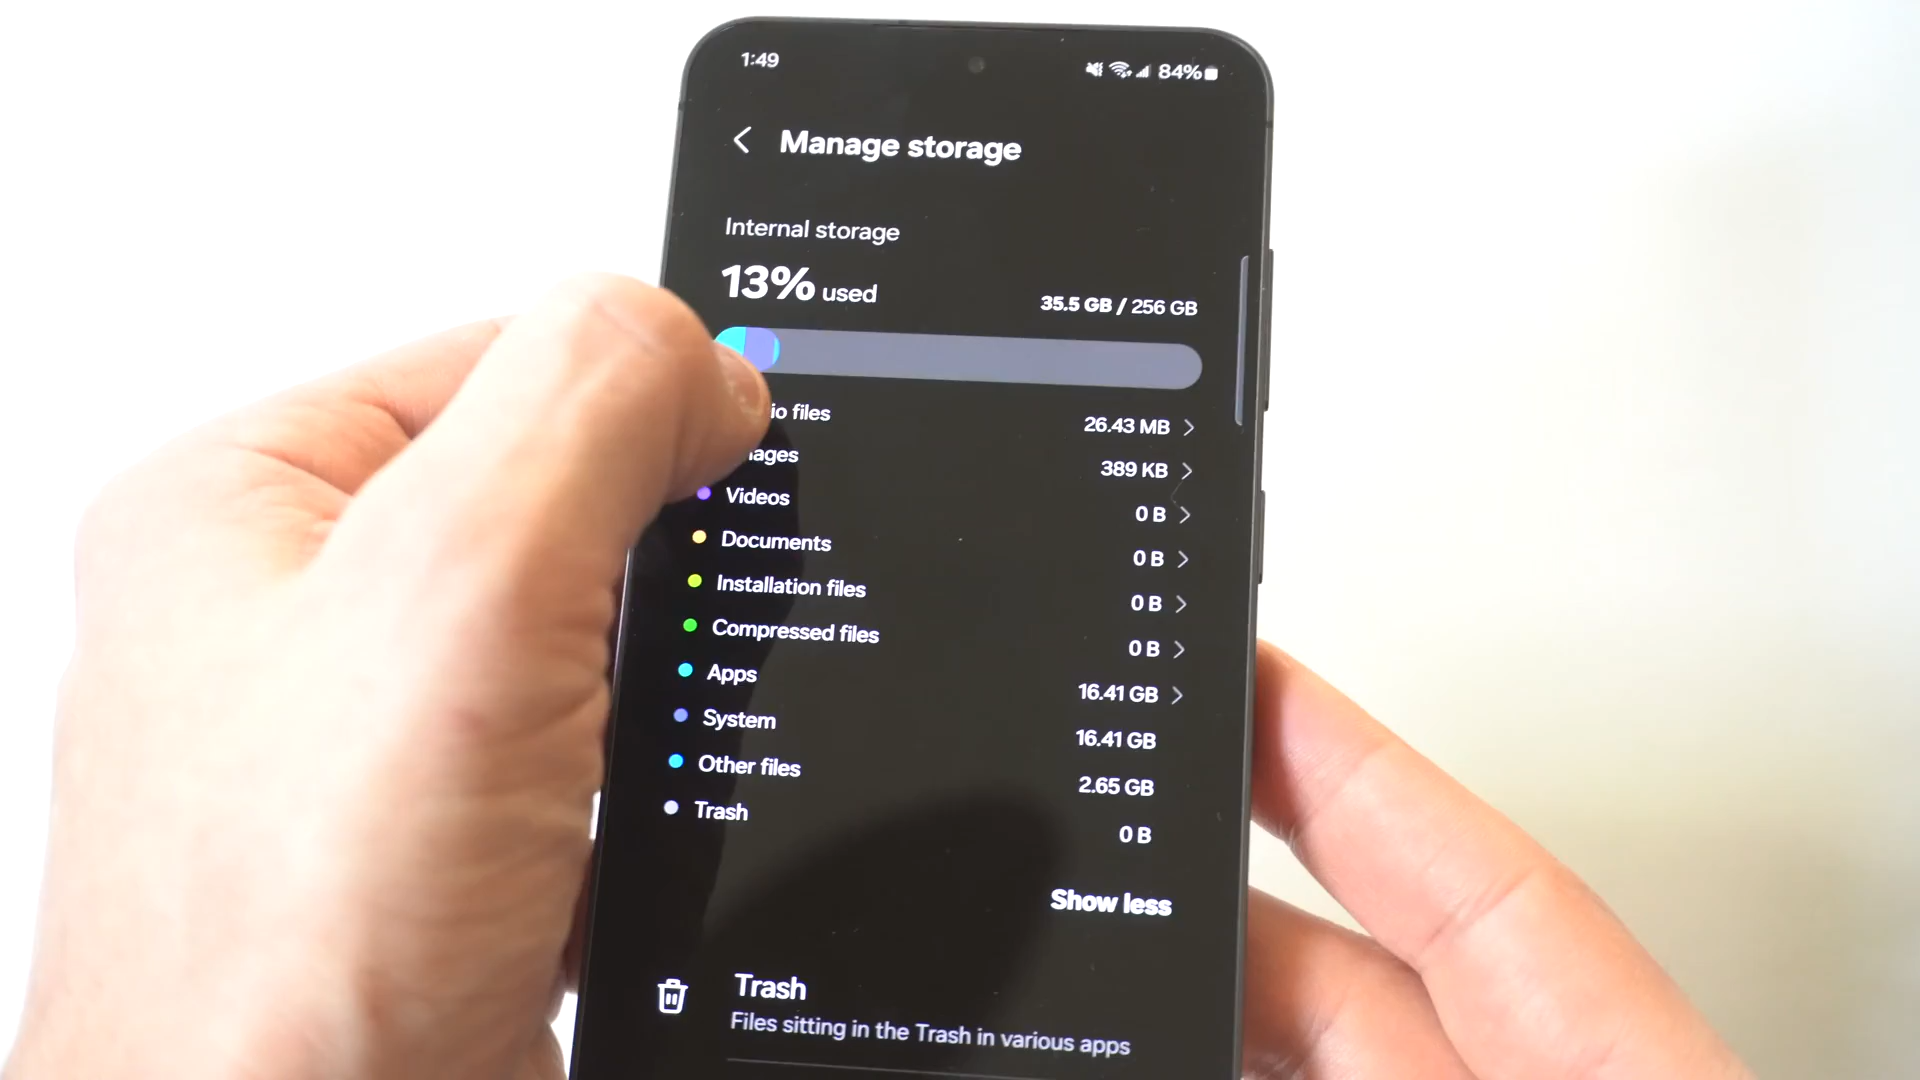 1:49
84%
Manage storage
Internal storage
13% used
35.5 GB / 256 GB
files
26.43 MB
389 KB
Videos
0 B
Documents
0 B
Installation files
0 B
Compressed files
0 B
Apps
16.41 GB
System
16.41 GB
Other files
2.65 GB
Trash
0 B
Show less
Trash
Files sitting in the Trash in various apps